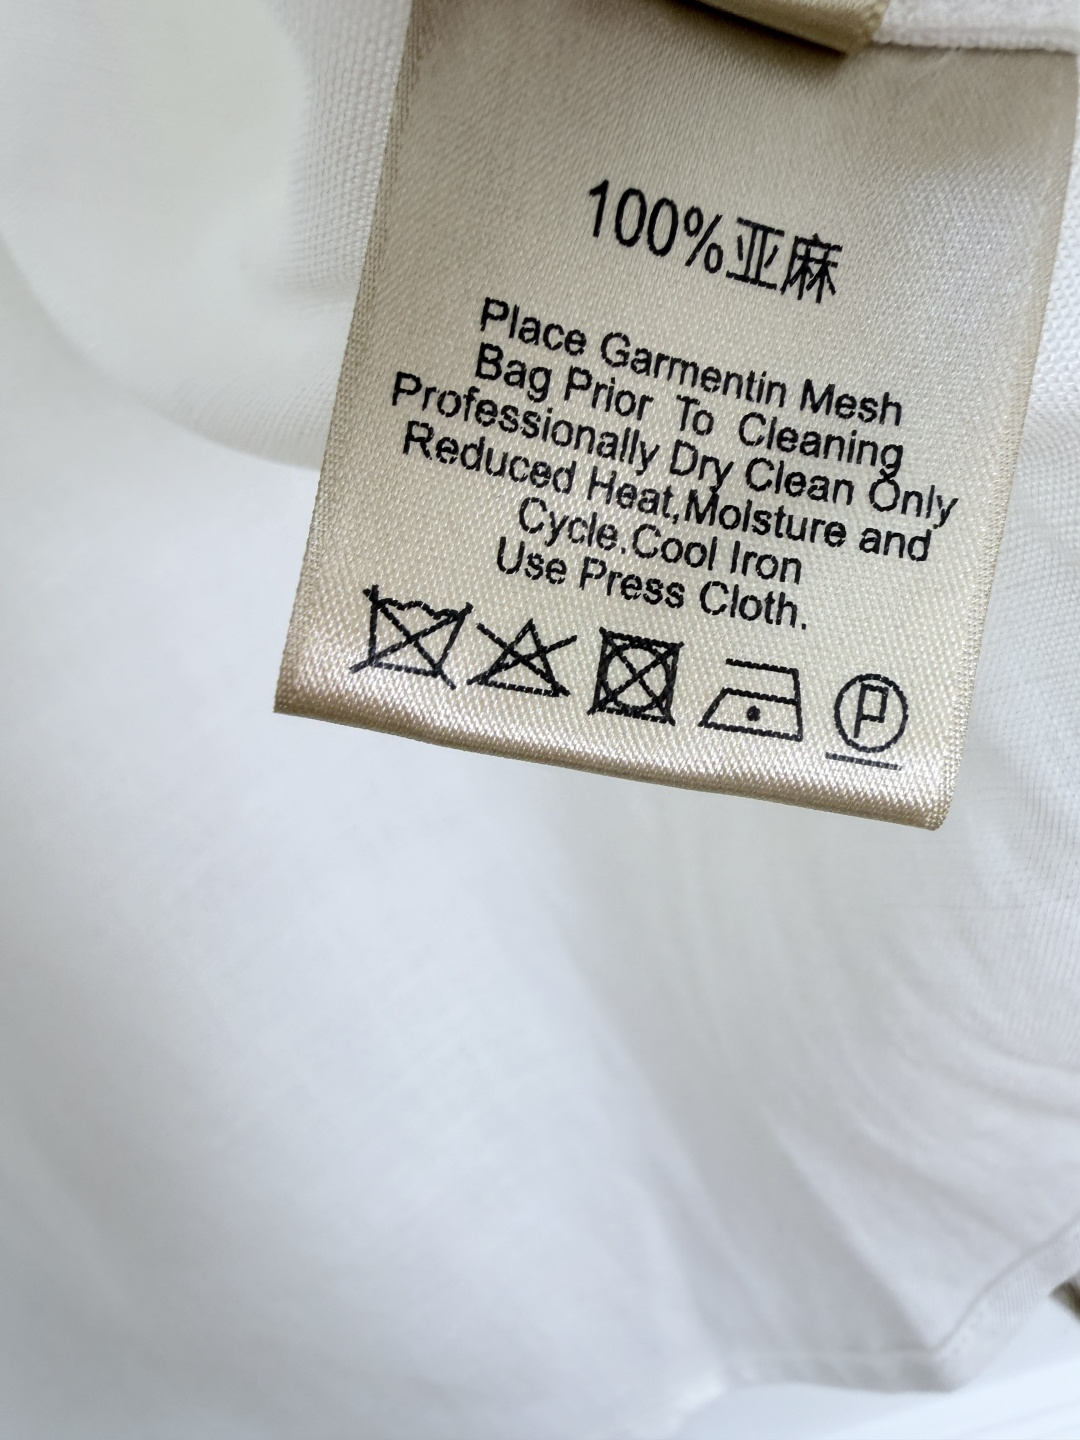 100%亚麻
Place Garmentin Mesh
Bag Prior To Cleaning
Professionally Dry Clean Only
Reduced Heat,Molsture and
Cycle.Cool Iron
Use Press Cloth.
P